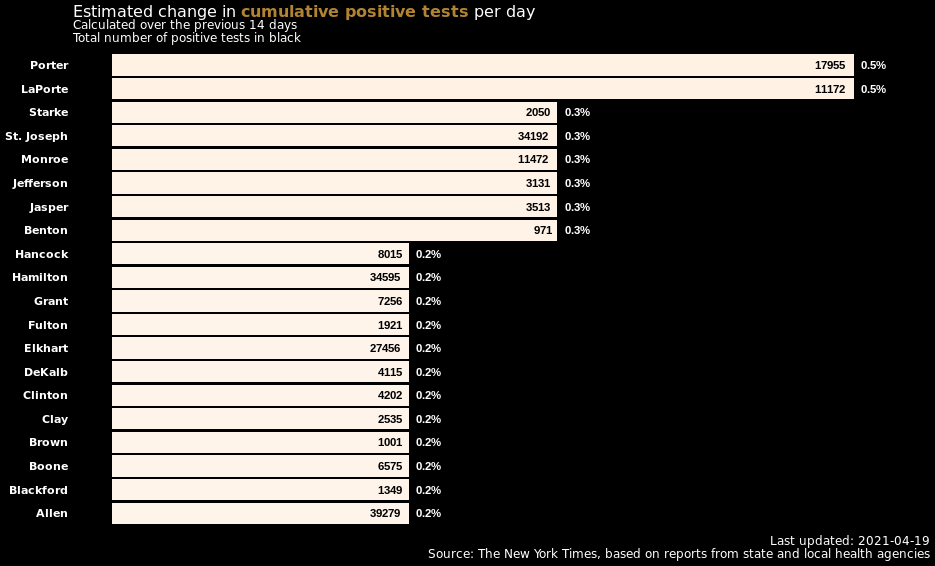 Estimated change in cumulative positive tests per day
Calculated over the previous 14 days
Total number of positive tests in black
Porter 17955 0.5%
LaPorte 11172 0.5%
Starke 2050 0.3%
St. Joseph 34192 0.3%
Monroe 11472 0.3%
Jefferson 3131 0.3%
Jasper 3513 0.3%
Benton 971 0.3%
Hancock 8015 0.2%
Hamilton 34595 0.2%
Grant 7256 0.2%
Fulton 1921 0.2%
Elkhart 27456 0.2%
DeKalb 4115 0.2%
Clinton 4202 0.2%
Clay 2535 0.2%
Brown 1001 0.2%
Boone 6575 0.2%
Blackford 1349 0.2%
Allen 39279 0.2%
Last updated: 2021-04-19
Source: The New York Times, based on reports from state and local health agencies